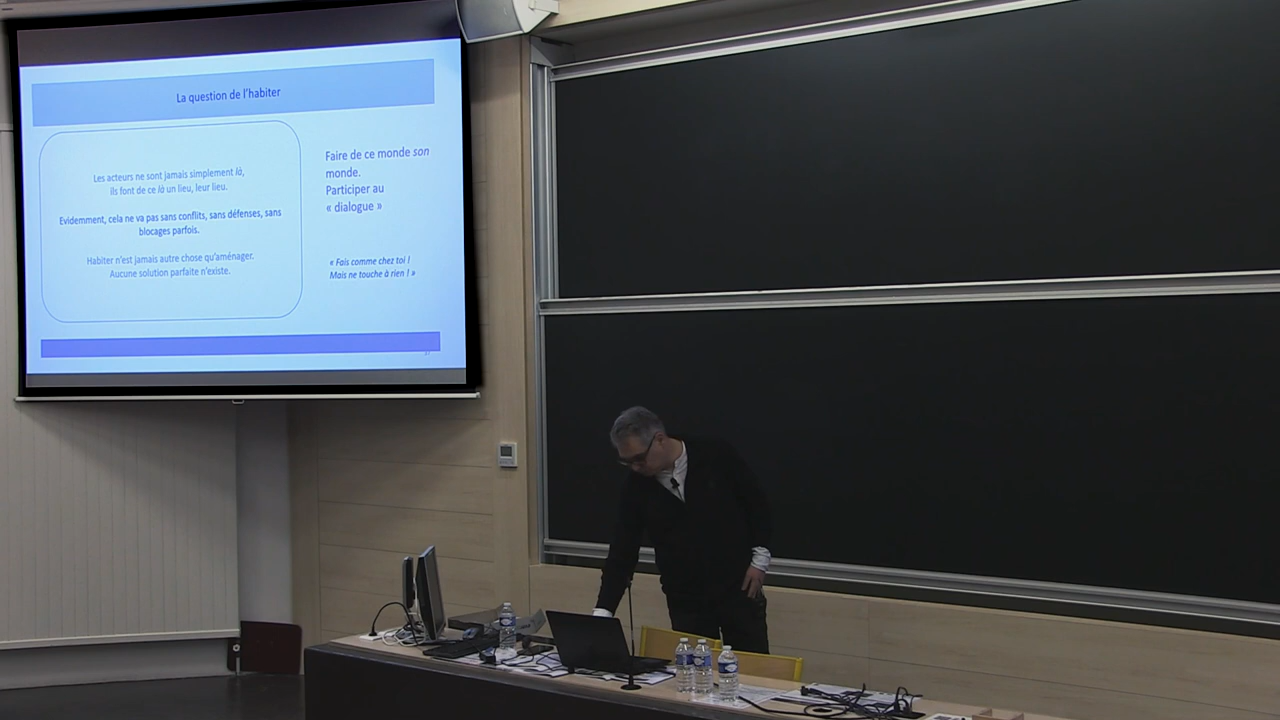 La question de l'habiter
Les acteurs ne sont jamais simplement là,
ils font de ce là un lieu, leur lieu.
Evidemment, cela ne va pas sans conflits, sans défenses, sans
blocages parfois.
Habiter n'est jamais autre chose qu'aménager.
Aucune solution parfaite n'existe.
Faire de ce monde son
monde.
Participer au
« dialogue »
« Fais comme chez toi !
Mais ne touche à rien ! »